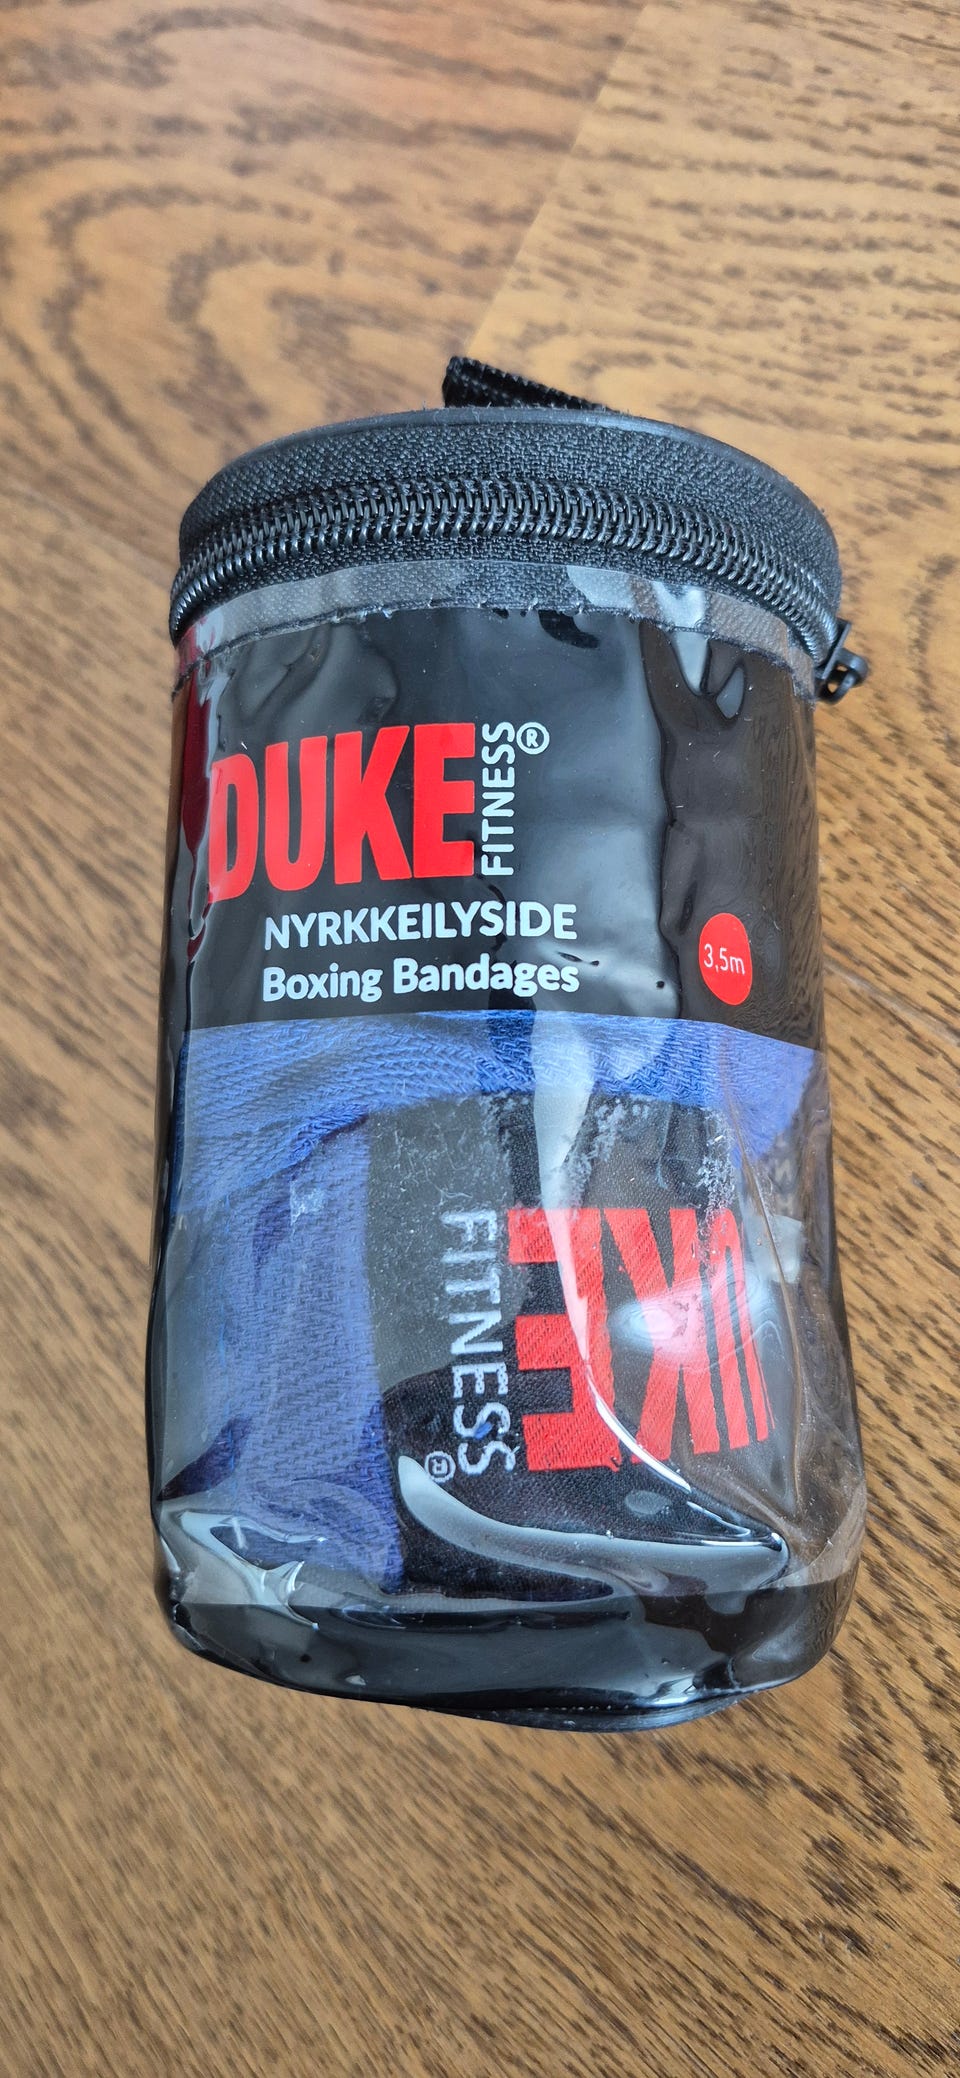 DUKE FITNESS®
NYRKKEILYSIDE
Boxing Bandages
3,5m
FITNESS®